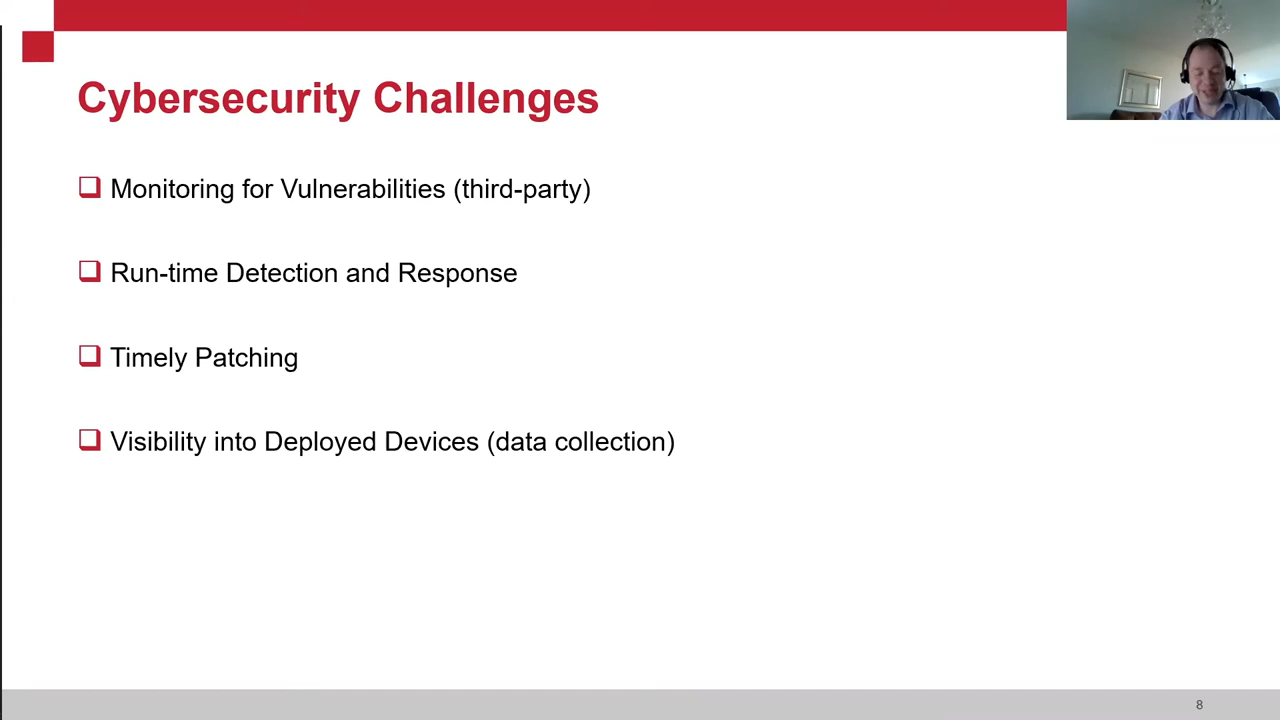 Cybersecurity Challenges
Monitoring for Vulnerabilities (third-party)
Run-time Detection and Response
Timely Patching
Visibility into Deployed Devices (data collection)
8